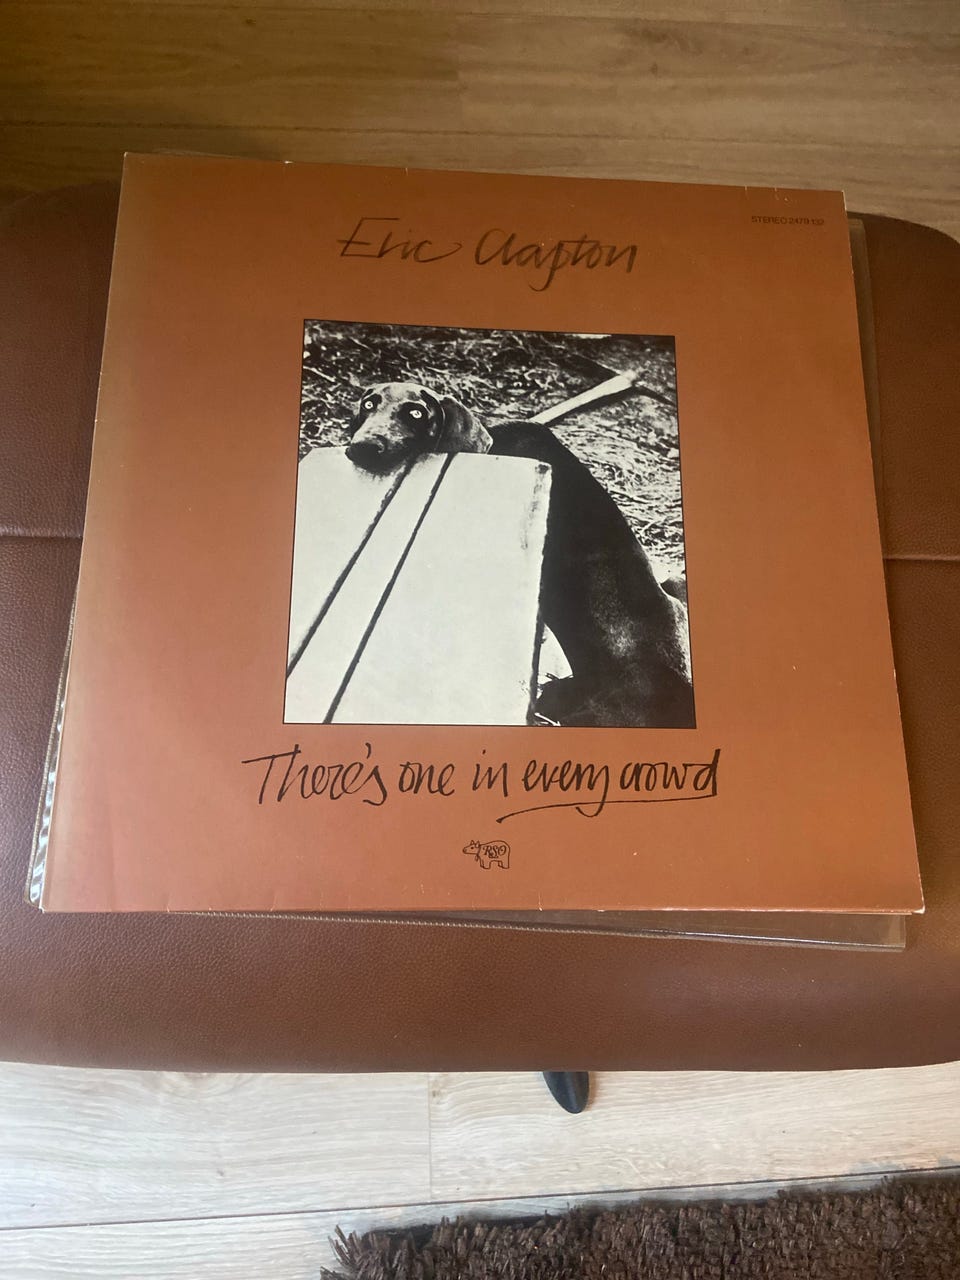 STEREO 2479 132
Eric Clapton
There's one in every crowd
RSO